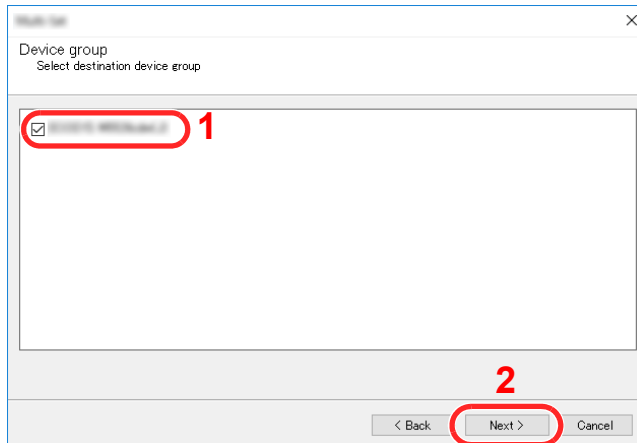 Device group
Select destination device group
1
2
< Back
Next >
Cancel